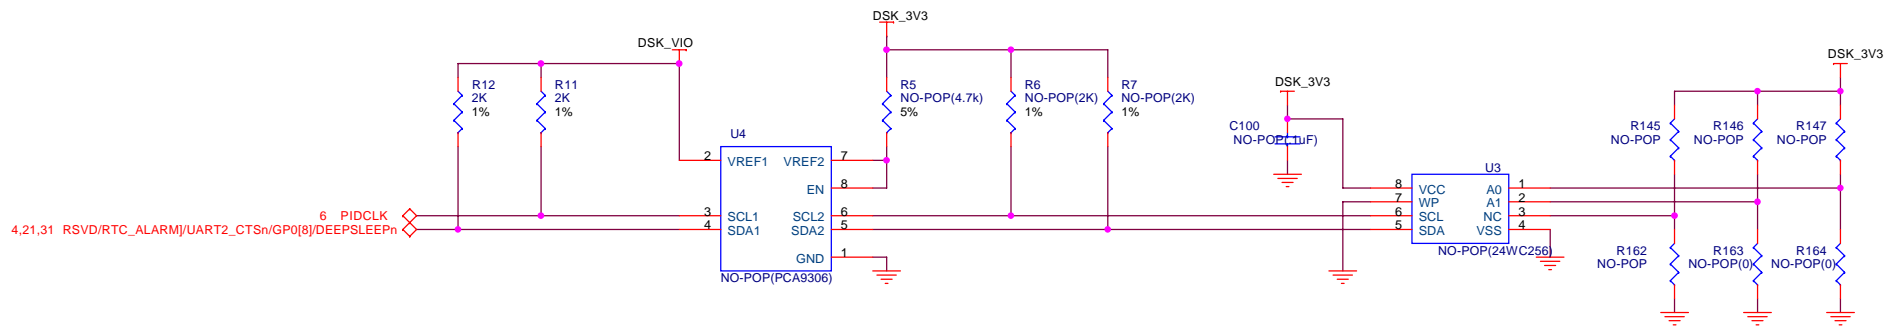 DSK_3V3
DSK_VIO
DSK_3V3
DSK_3V3
R12
2K
1%
R11
2K
1%
R5
NO-POP(4.7k)
5%
R6
NO-POP(2K)
1%
R7
NO-POP(2K)
1%
C100
NO-POP(.1uF)
R145
NO-POP
R146
NO-POP
R147
NO-POP
U4
2 VREF1 VREF2 7
EN 8
3 SCL1 SCL2 6
4 SDA1 SDA2 5
GND 1
NO-POP(PCA9306)
6 PIDCLK
4,21,31 RSVD/RTC_ALARM]/UART2_CTSn/GP0[8]/DEEPSLEEPn
U3
8 VCC A0 1
7 WP A1 2
6 SCL NC 3
5 SDA VSS 4
NO-POP(24WC256)
R162
NO-POP
R163
NO-POP(0)
R164
NO-POP(0)